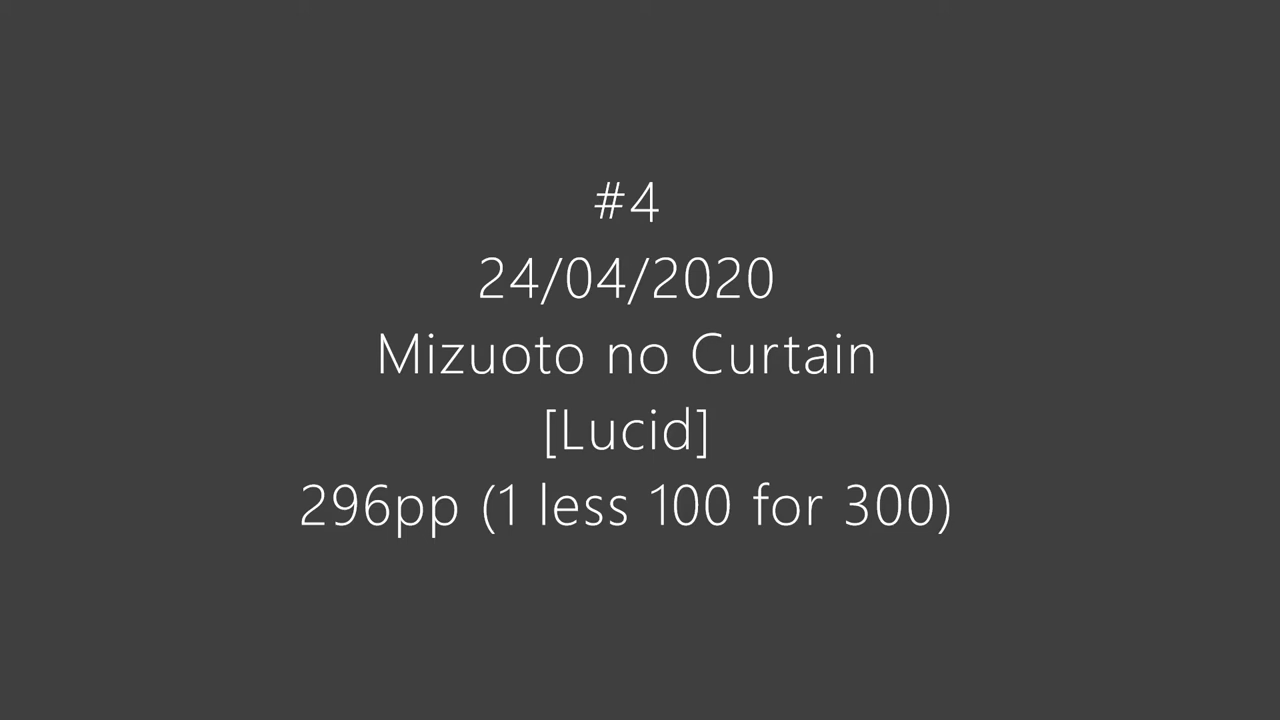 #4
24/04/2020
Mizuoto no Curtain
[Lucid]
296pp (1 less 100 for 300)